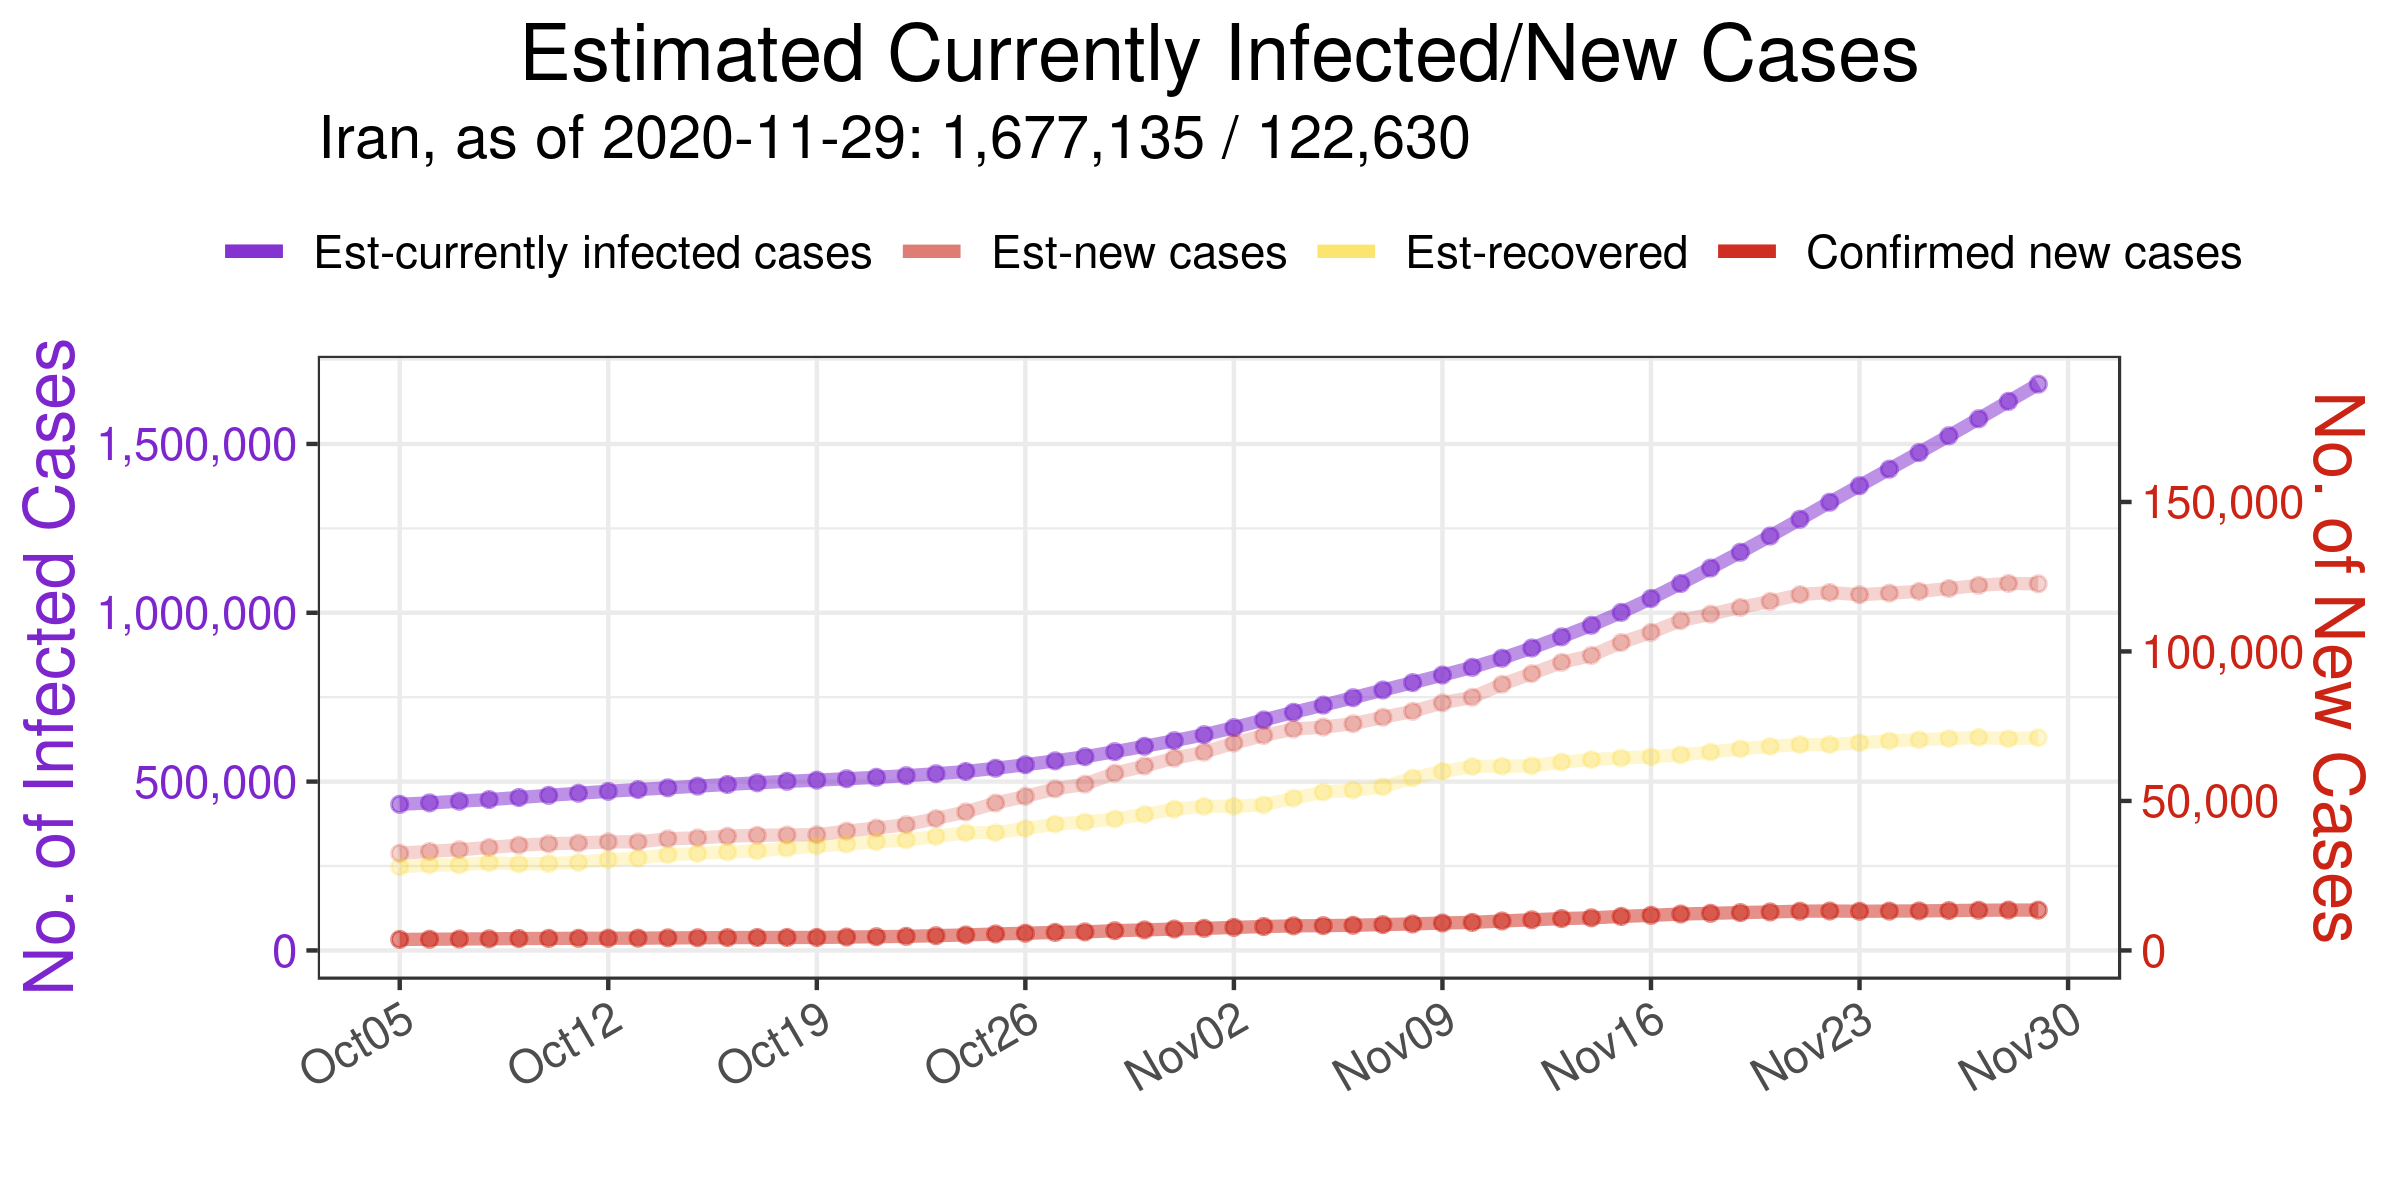 Estimated Currently Infected/New Cases
Iran, as of 2020-11-29: 1,677,135 / 122,630
Est-currently infected cases Est-new cases Est-recovered Confirmed new cases
No. of Infected Cases
1,500,000
1,000,000
500,000
0
150,000
100,000
50,000
0
No. of New Cases
Oct05 Oct12 Oct19 Oct26 Nov02 Nov09 Nov16 Nov23 Nov30